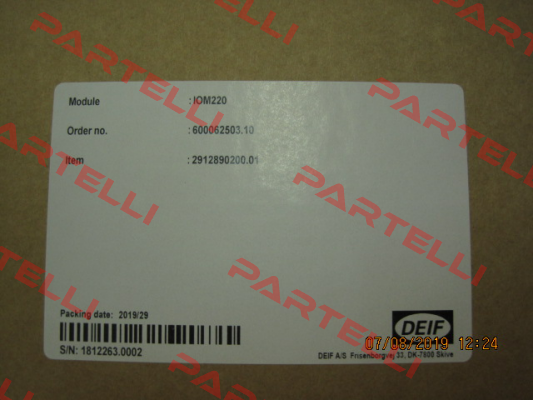 PARTELLI
PARTELLI
PARTELLI
Module : IOM220
Order no. : 600062503.10
Item : 2912890200.01
PARTELLI
PARTELLI
PARTELLI
Packing date: 2019/29
S/N: 1812263.0002
DEIF
07/08/2019 12:24
DEIF A/S Frisenborgvej 33, DK-7800 Skive
PARTELLI
PARTELLI